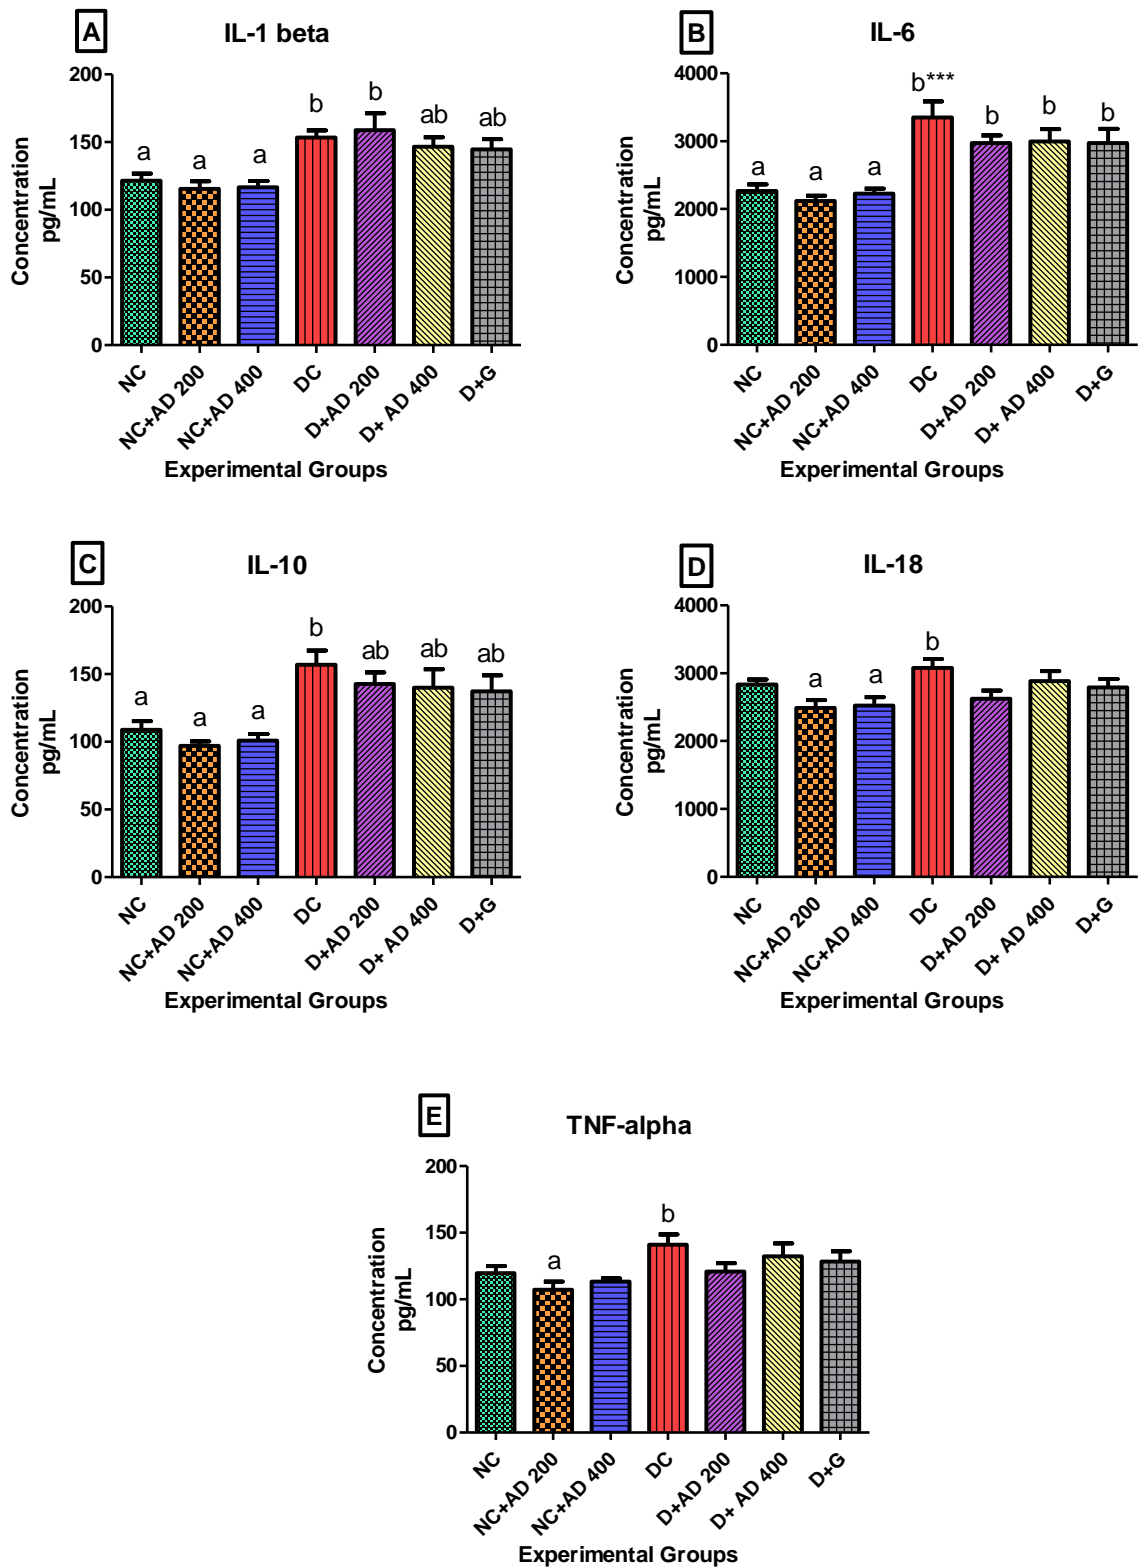 A
IL-1 beta
200
150
100
50
0
Concentration
pg/mL
a
a
a
b
b
ab
ab
NC
NC+AD 200
NC+AD 400
DC
D+AD 200
D+ AD 400
D+G
Experimental Groups
B
IL-6
4000
3000
2000
1000
0
Concentration
pg/mL
a
a
a
b***
b
b
b
NC
NC+AD 200
NC+AD 400
DC
D+AD 200
D+ AD 400
D+G
Experimental Groups
C
IL-10
200
150
100
50
0
Concentration
pg/mL
a
a
a
b
ab
ab
ab
NC
NC+AD 200
NC+AD 400
DC
D+AD 200
D+ AD 400
D+G
Experimental Groups
D
IL-18
4000
3000
2000
1000
0
Concentration
pg/mL
a
a
b
NC
NC+AD 200
NC+AD 400
DC
D+AD 200
D+ AD 400
D+G
Experimental Groups
E
TNF-alpha
200
150
100
50
0
Concentration
pg/mL
a
b
NC
NC+AD 200
NC+AD 400
DC
D+AD 200
D+ AD 400
D+G
Experimental Groups